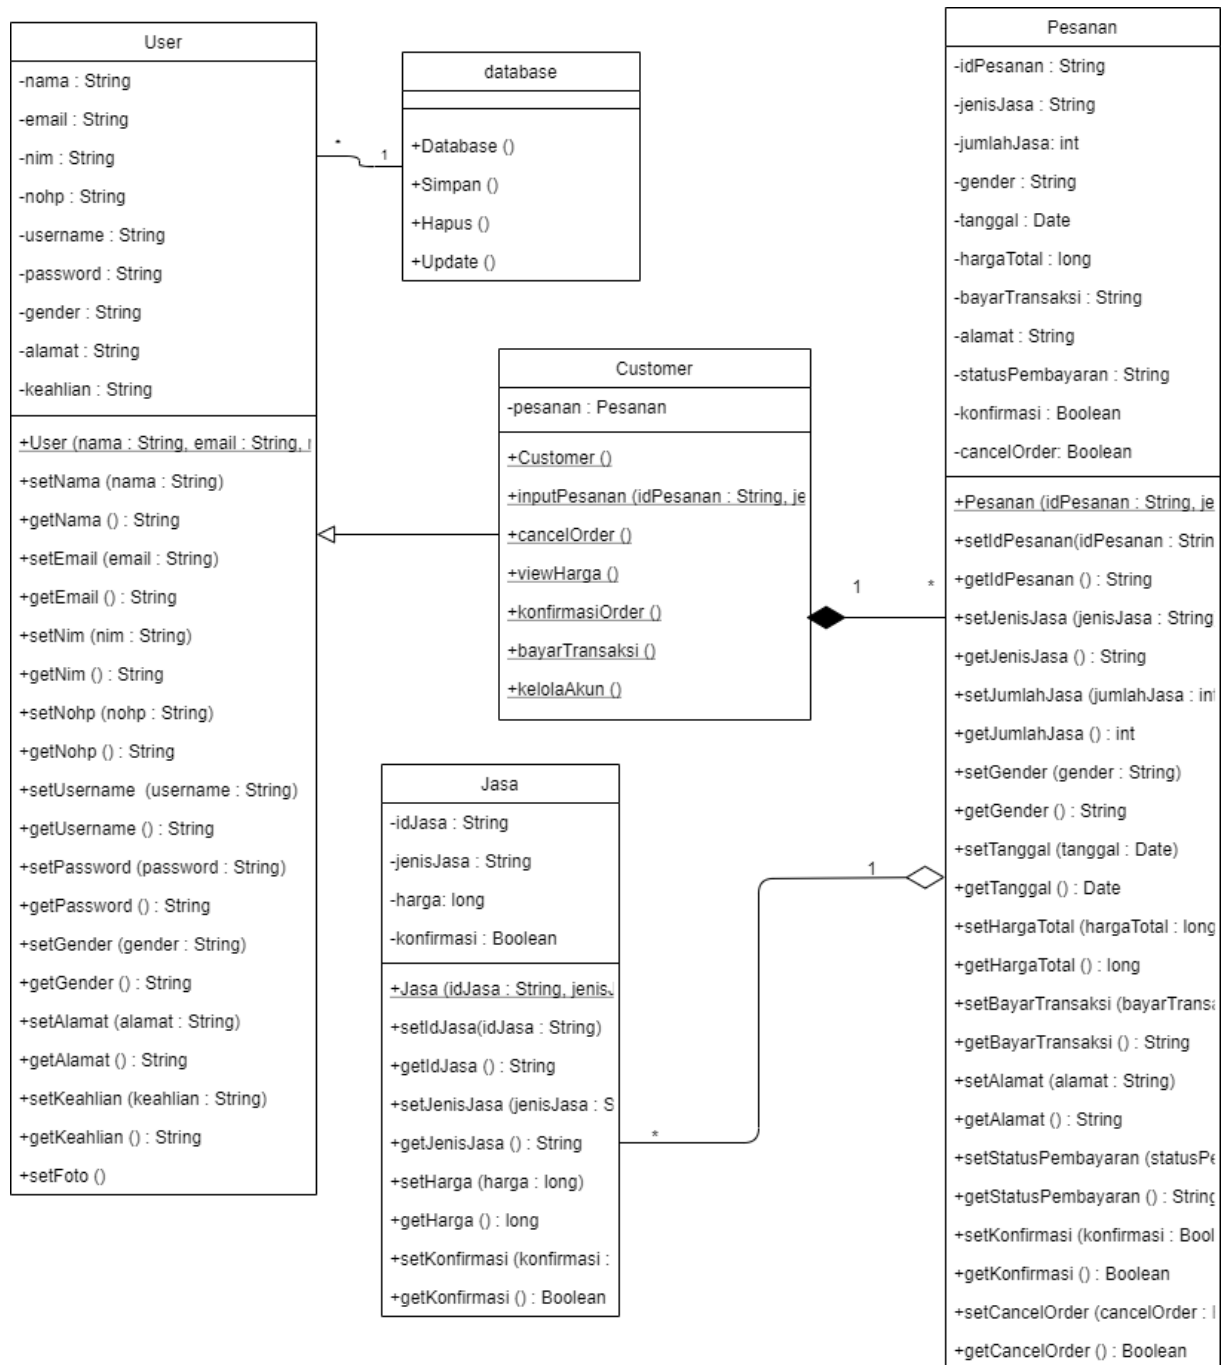 User
-nama : String
-email : String
-nim : String
-nohp : String
-username : String
-password : String
-gender : String
-alamat : String
-keahlian : String
+User (nama : String, email : String,
+setNama (nama : String)
+getNama () : String
+setEmail (email : String)
+getEmail () : String
+setNim (nim : String)
+getNim () : String
+setNohp (nohp : String)
+getNohp () : String
+setUsername (username : String)
+getUsername () : String
+setPassword (password : String)
+getPassword () : String
+setGender (gender : String)
+getGender () : String
+setAlamat (alamat : String)
+getAlamat () : String
+setKeahlian (keahlian : String)
+getKeahlian () : String
+setFoto ()
* 1
database
+Database ()
+Simpan ()
+Hapus ()
+Update ()
Customer
-pesanan : Pesanan
+Customer ()
+inputPesanan (idPesanan : String, je
+cancelOrder ()
+viewHarga ()
+konfirmasiOrder ()
+bayarTransaksi ()
+kelolaAkun ()
1 *
Jasa
-idJasa : String
-jenisJasa : String
-harga: long
-konfirmasi : Boolean
+Jasa (idJasa : String, jenisJ
+setIdJasa(idJasa : String)
+getIdJasa () : String
+setJenisJasa (jenisJasa : S
+getJenisJasa () : String
+setHarga (harga : long)
+getHarga () : long
+setKonfirmasi (konfirmasi :
+getKonfirmasi () : Boolean
1
*
Pesanan
-idPesanan : String
-jenisJasa : String
-jumlahJasa: int
-gender : String
-tanggal : Date
-hargaTotal : long
-bayarTransaksi : String
-alamat : String
-statusPembayaran : String
-konfirmasi : Boolean
-cancelOrder: Boolean
+Pesanan (idPesanan : String, je
+setIdPesanan(idPesanan : Strin
+getIdPesanan () : String
+setJenisJasa (jenisJasa : String
+getJenisJasa () : String
+setJumlahJasa (jumlahJasa : int
+getJumlahJasa () : int
+setGender (gender : String)
+getGender () : String
+setTanggal (tanggal : Date)
+getTanggal () : Date
+setHargaTotal (hargaTotal : long
+getHargaTotal () : long
+setBayarTransaksi (bayarTransa
+getBayarTransaksi () : String
+setAlamat (alamat : String)
+getAlamat () : String
+setStatusPembayaran (statusPe
+getStatusPembayaran () : String
+setKonfirmasi (konfirmasi : Bool
+getKonfirmasi () : Boolean
+setCancelOrder (cancelOrder :
+getCancelOrder () : Boolean